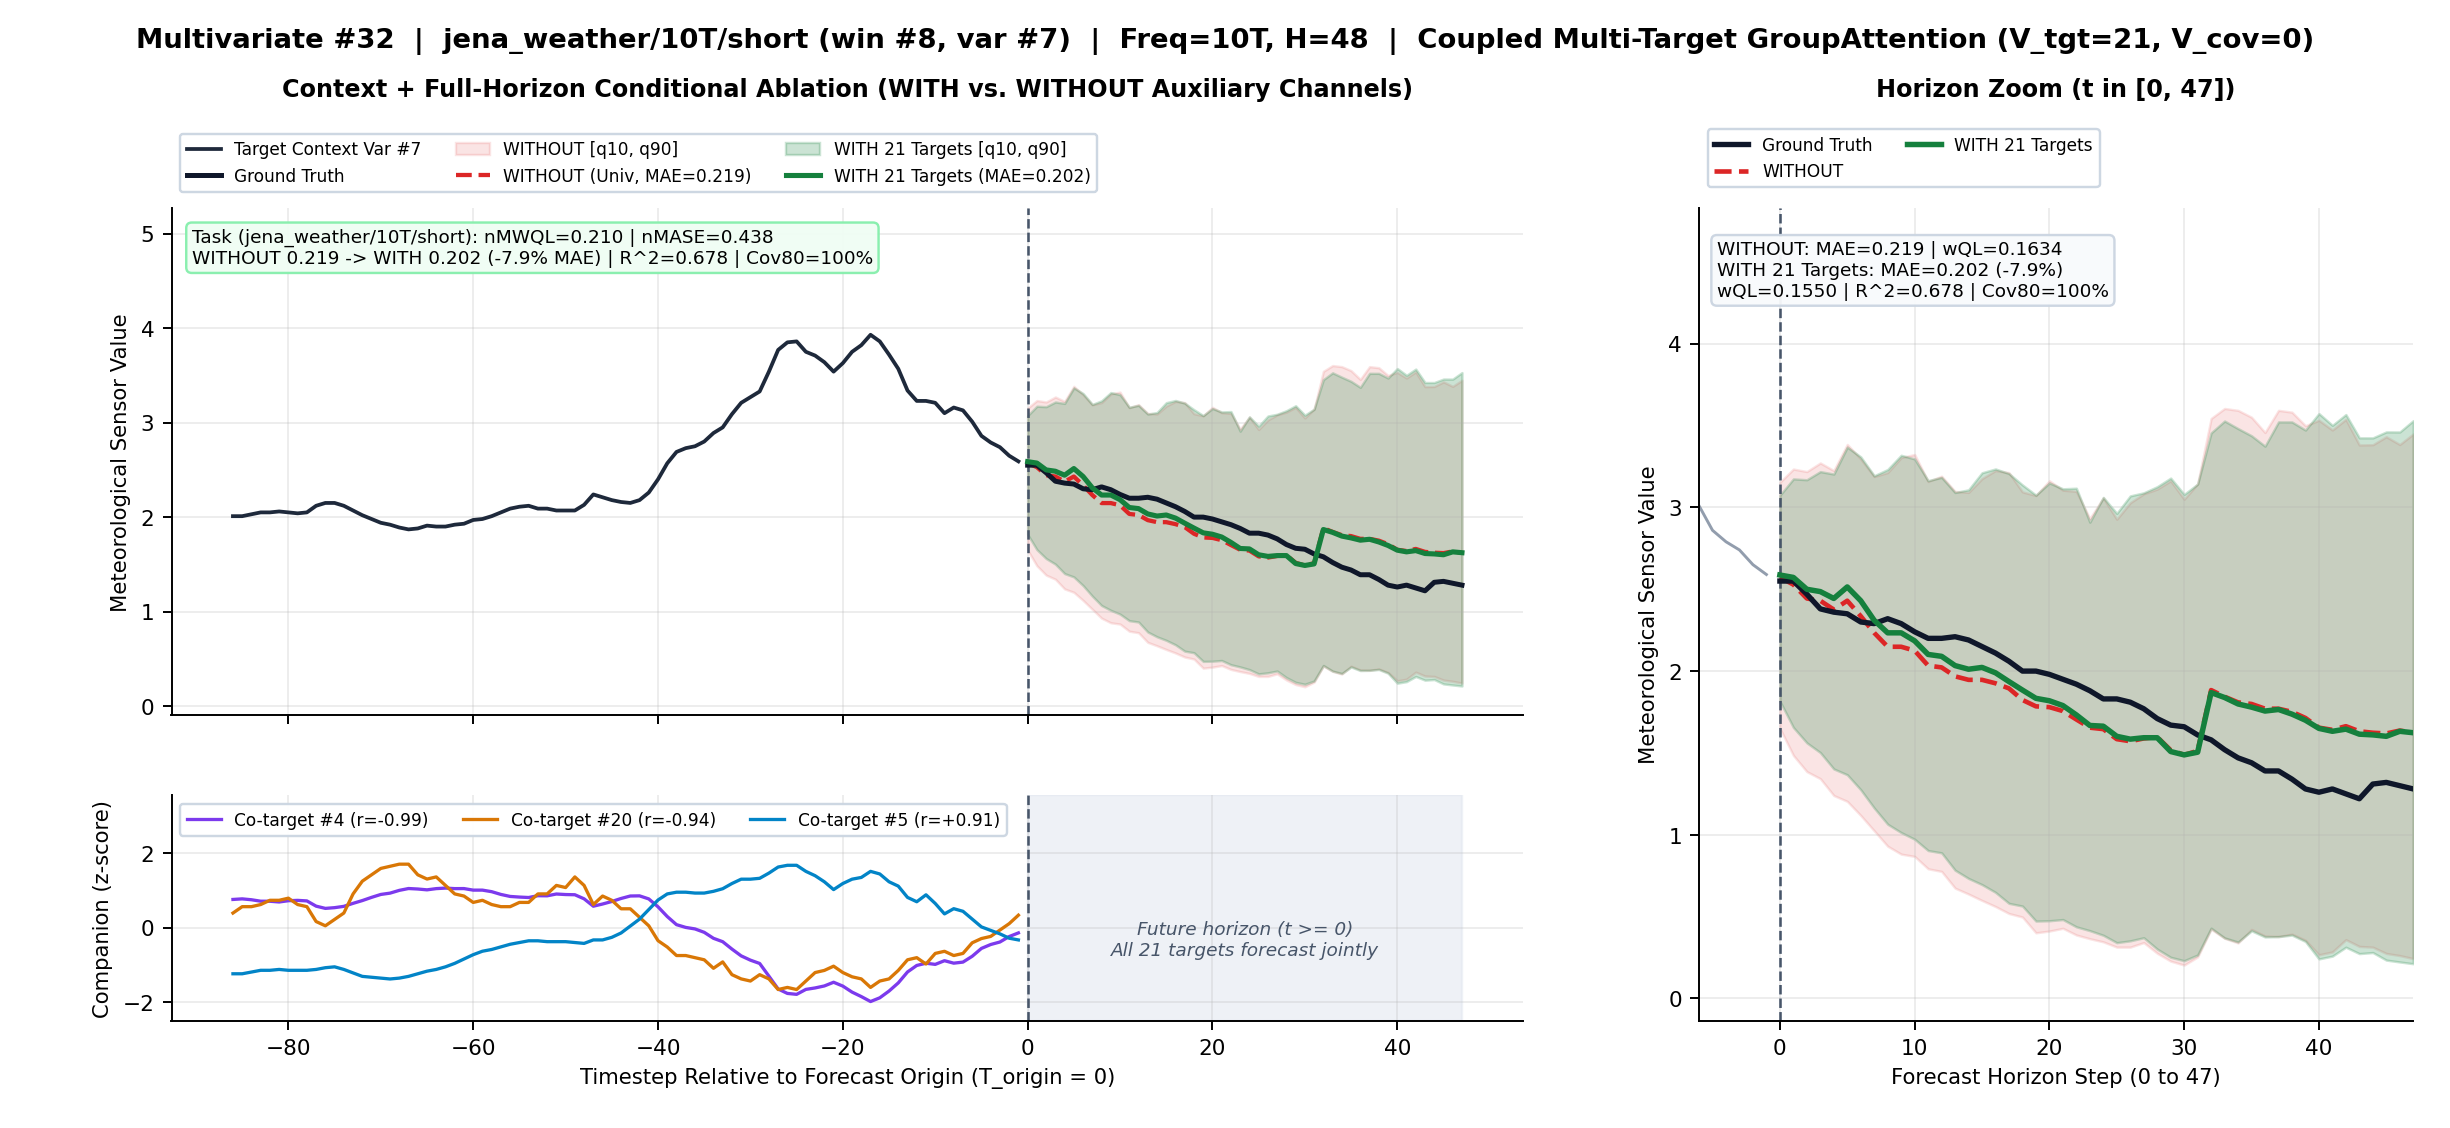 Multivariate #32 | jena_weather/10T/short (win #8, var #7) | Freq=10T, H=48 | Coupled Multi-Target GroupAttention (V_tgt=21, V_cov=0)
Context + Full-Horizon Conditional Ablation (WITH vs. WITHOUT Auxiliary Channels)
Target Context Var #7
Ground Truth
WITHOUT [q10, q90]
WITHOUT (Univ, MAE=0.219)
WITH 21 Targets [q10, q90]
WITH 21 Targets (MAE=0.202)
Task (jena_weather/10T/short): nMWQL=0.210 | nMASE=0.438
WITHOUT 0.219 -> WITH 0.202 (-7.9% MAE) | R^2=0.678 | Cov80=100%
Meteorological Sensor Value
5
4
3
2
1
0
Co-target #4 (r=-0.99)
Co-target #20 (r=-0.94)
Co-target #5 (r=+0.91)
Future horizon (t >= 0)
All 21 targets forecast jointly
Companion (z-score)
2
0
−2
−80
−60
−40
−20
0
20
40
Timestep Relative to Forecast Origin (T_origin = 0)
Horizon Zoom (t in [0, 47])
Ground Truth
WITHOUT
WITH 21 Targets
WITHOUT: MAE=0.219 | wQL=0.1634
WITH 21 Targets: MAE=0.202 (-7.9%)
wQL=0.1550 | R^2=0.678 | Cov80=100%
Meteorological Sensor Value
4
3
2
1
0
0
10
20
30
40
Forecast Horizon Step (0 to 47)